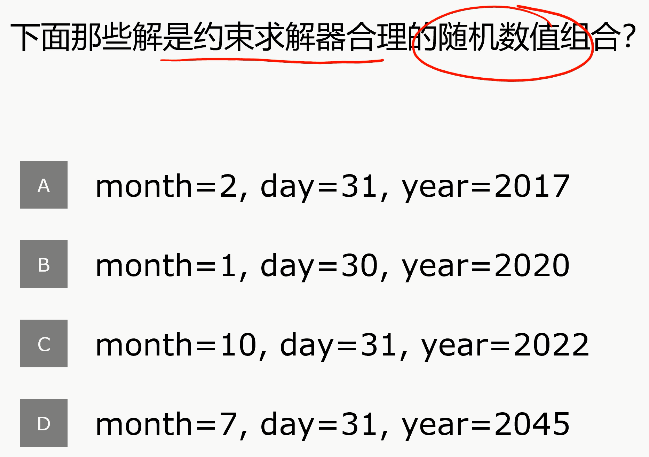 下面那些解是约束求解器合理的随机数值组合?
A month=2, day=31, year=2017
B month=1, day=30, year=2020
C month=10, day=31, year=2022
D month=7, day=31, year=2045